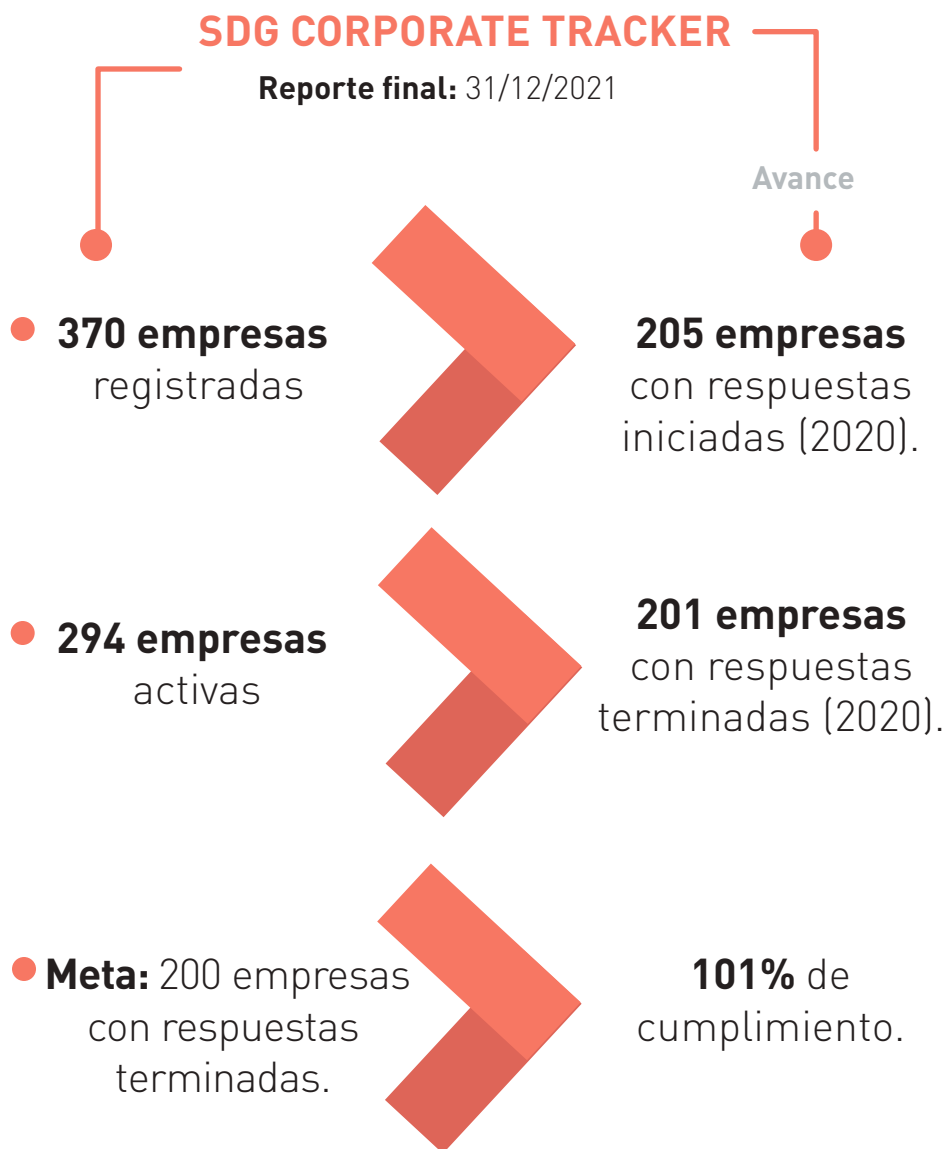 SDG CORPORATE TRACKER
Reporte final: 31/12/2021
Avance
370 empresas
registradas
205 empresas
con respuestas
iniciadas (2020).
294 empresas
activas
201 empresas
con respuestas
terminadas (2020).
Meta: 200 empresas
con respuestas
terminadas.
101% de
cumplimiento.